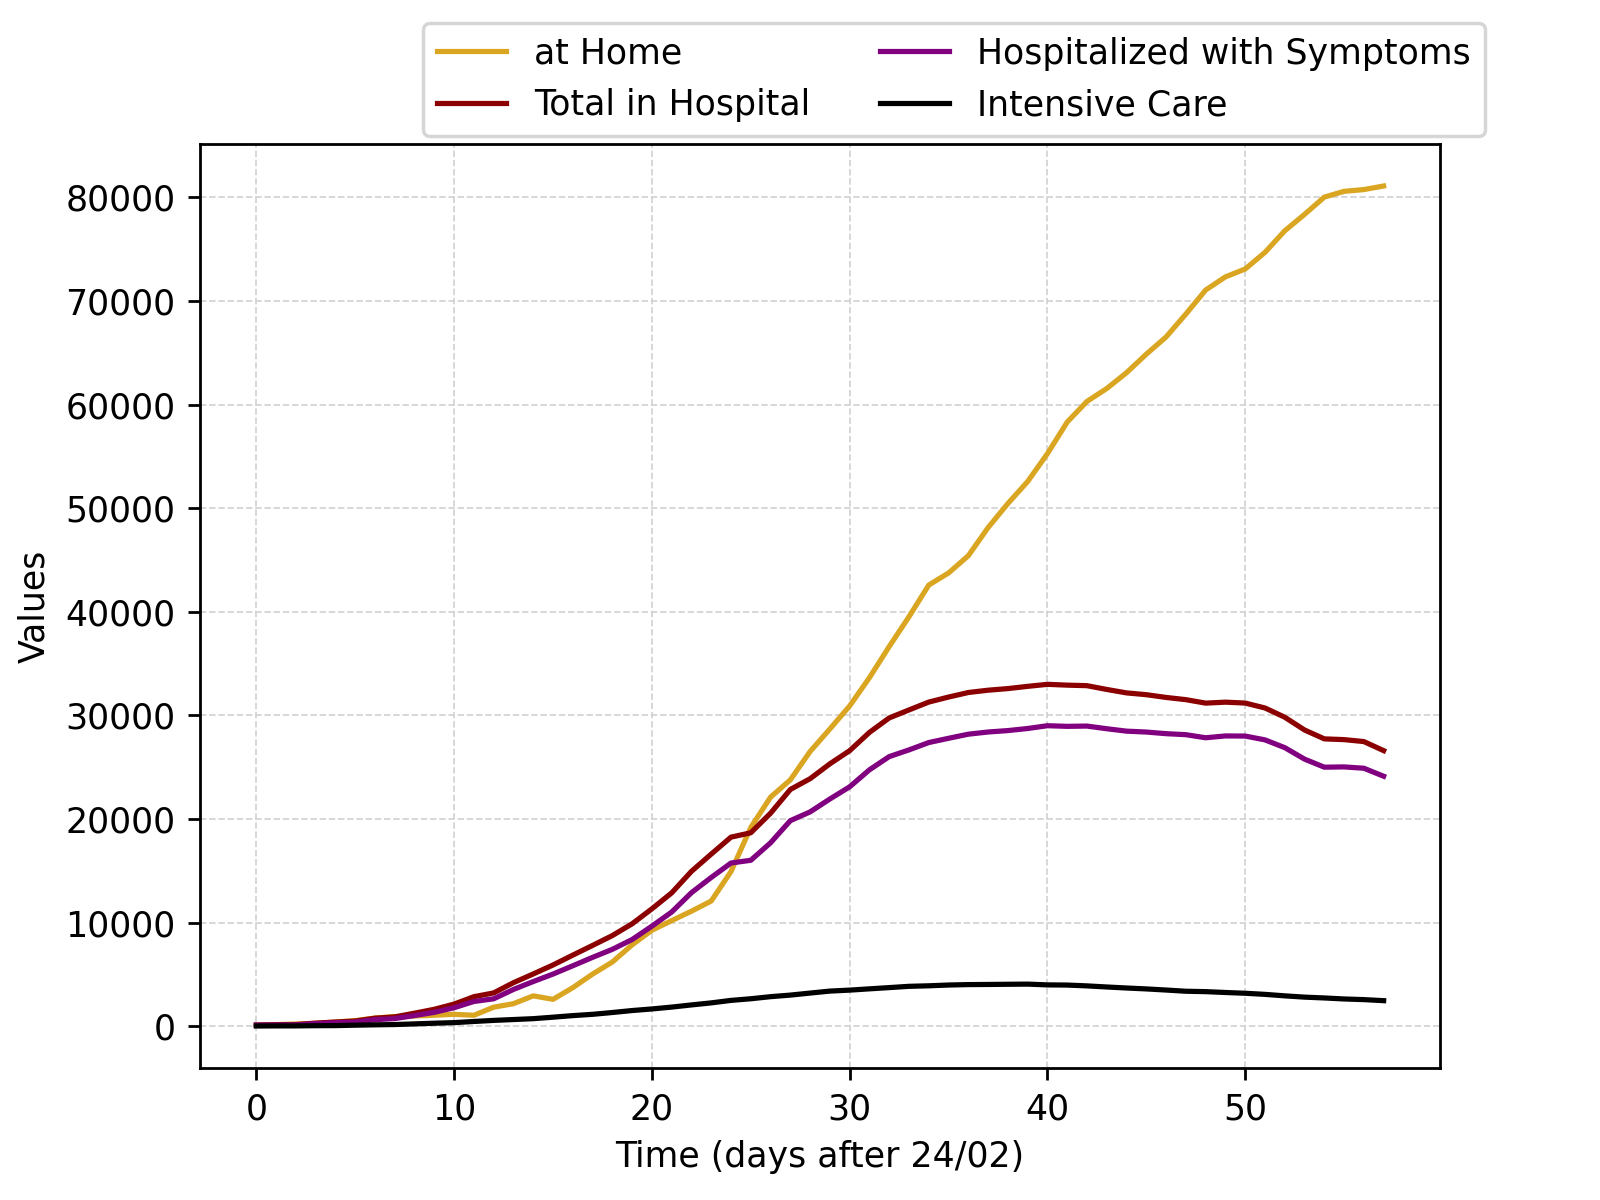 at Home
Total in Hospital
Hospitalized with Symptoms
Intensive Care
Values
80000
70000
60000
50000
40000
30000
20000
10000
0
0 10 20 30 40 50
Time (days after 24/02)